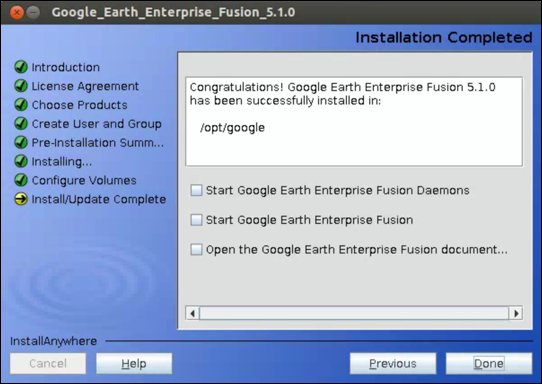 Google_Earth_Enterprise_Fusion_5.1.0
Installation Completed
Introduction
License Agreement
Choose Products
Create User and Group
Pre-Installation Summ...
Installing...
Configure Volumes
Install/Update Complete
Congratulations! Google Earth Enterprise Fusion 5.1.0
has been successfully installed in:
/opt/google
Start Google Earth Enterprise Fusion Daemons
Start Google Earth Enterprise Fusion
Open the Google Earth Enterprise Fusion document...
InstallAnywhere
Cancel
Help
Previous
Done